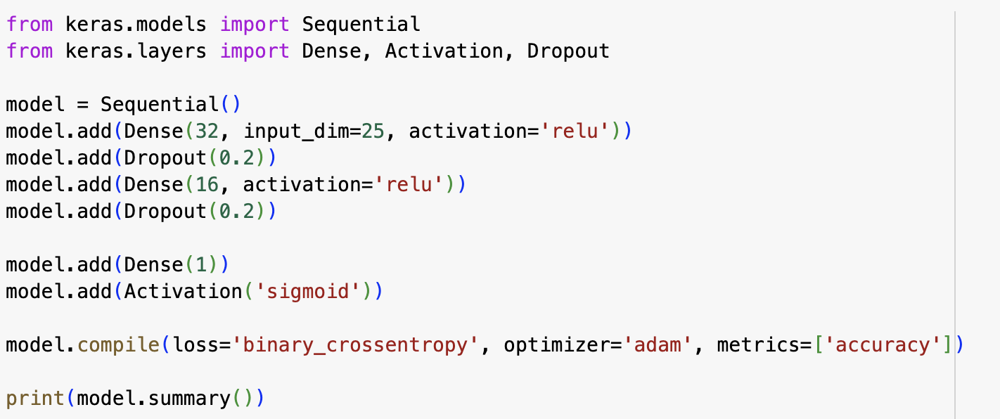 from keras.models import Sequential
from keras.layers import Dense, Activation, Dropout
model = Sequential()
model.add(Dense(32, input_dim=25, activation='relu'))
model.add(Dropout(0.2))
model.add(Dense(16, activation='relu'))
model.add(Dropout(0.2))
model.add(Dense(1))
model.add(Activation('sigmoid'))
model.compile(loss='binary_crossentropy', optimizer='adam', metrics=['accuracy'])
print(model.summary())